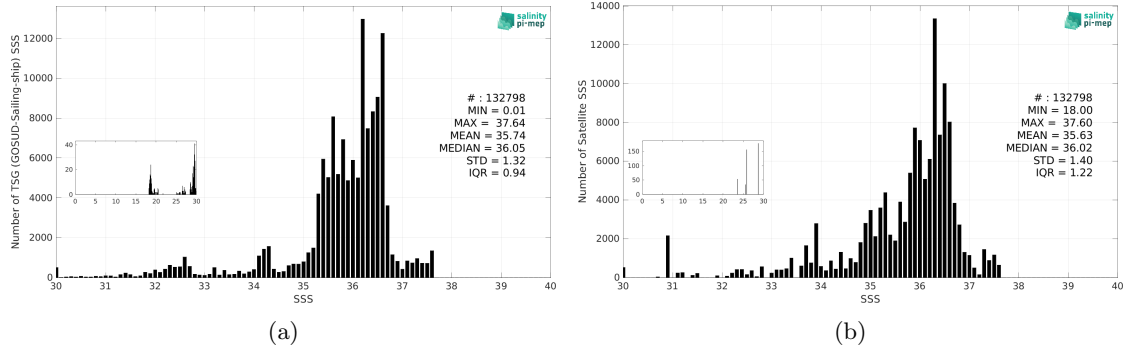 salinity
pi-mep
Number of TSG (GOSUD-Sailing-ship) SSS
12000
10000
8000
6000
4000
2000
0
# : 132798
MIN = 0.01
MAX = 37.64
MEAN = 35.74
MEDIAN = 36.05
STD = 1.32
IQR = 0.94
40
20
0
0 5 10 15 20 25 30
30 31 32 33 34 35 36 37 38 39 40
SSS
(a)
salinity
pi-mep
Number of Satellite SSS
14000
12000
10000
8000
6000
4000
2000
0
# : 132798
MIN = 18.00
MAX = 37.60
MEAN = 35.63
MEDIAN = 36.02
STD = 1.40
IQR = 1.22
150
100
50
0
0 5 10 15 20 25 30
30 31 32 33 34 35 36 37 38 39 40
SSS
(b)